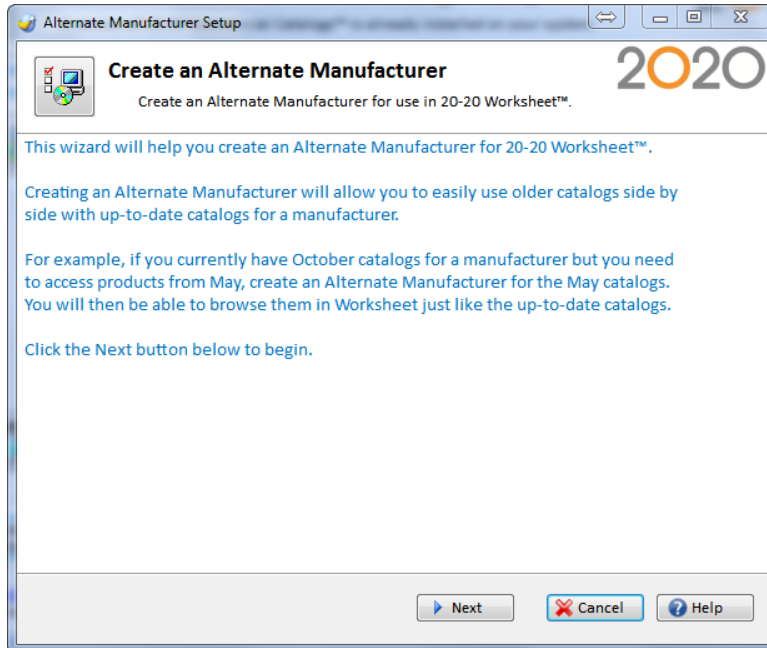 Alternate Manufacturer Setup
Create an Alternate Manufacturer
Create an Alternate Manufacturer for use in 20-20 Worksheet™.
2020
This wizard will help you create an Alternate Manufacturer for 20-20 Worksheet™.
Creating an Alternate Manufacturer will allow you to easily use older catalogs side by
side with up-to-date catalogs for a manufacturer.
For example, if you currently have October catalogs for a manufacturer but you need
to access products from May, create an Alternate Manufacturer for the May catalogs.
You will then be able to browse them in Worksheet just like the up-to-date catalogs.
Click the Next button below to begin.
Next
Cancel
Help